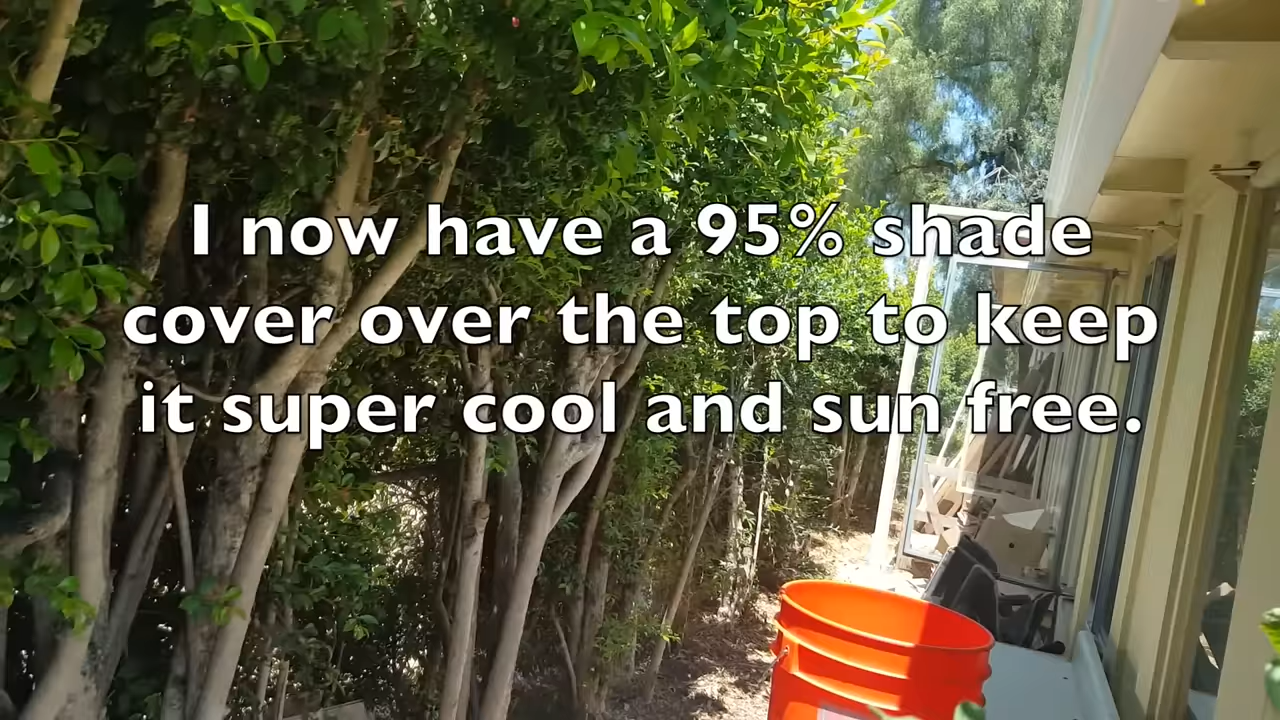 I now have a 95% shade
cover over the top to keep
it super cool and sun free.